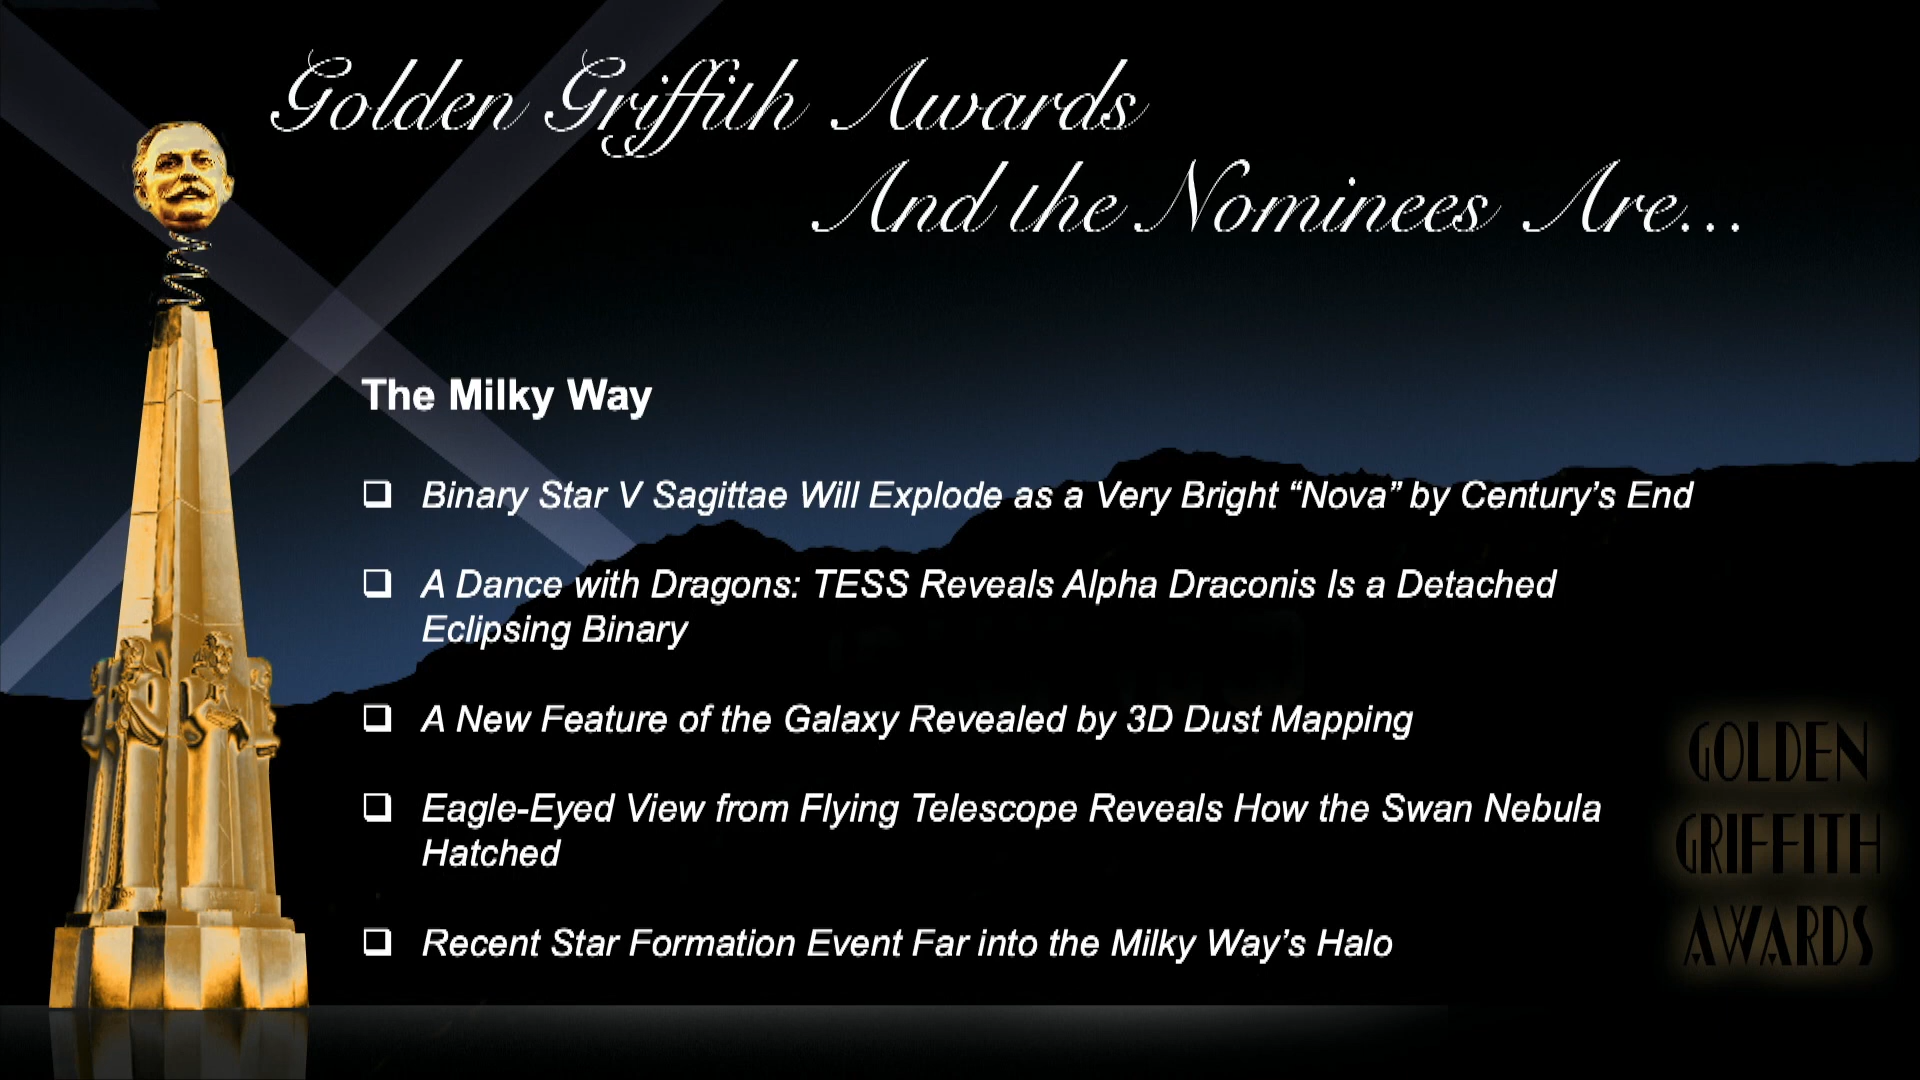 Golden Griffith Awards
And the Nominees Are...
The Milky Way
❑ Binary Star V Sagittae Will Explode as a Very Bright “Nova” by Century’s End
❑ A Dance with Dragons: TESS Reveals Alpha Draconis Is a Detached
Eclipsing Binary
❑ A New Feature of the Galaxy Revealed by 3D Dust Mapping
❑ Eagle-Eyed View from Flying Telescope Reveals How the Swan Nebula
Hatched
❑ Recent Star Formation Event Far into the Milky Way’s Halo
GOLDEN
GRIFFITH
AWARDS